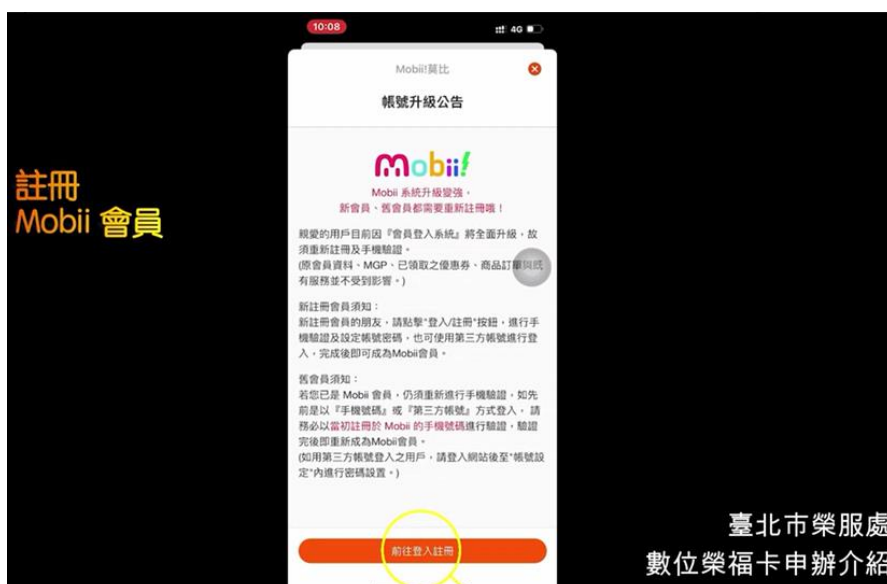 10:08
4G
Mobii!莫比
帳號升級公告
註冊
Mobii 會員
mobii!
Mobii 系統升級變強，
新會員、舊會員都需要重新註冊哦！
親愛的用戶目前因『會員登入系統』將全面升級，故
須重新註冊及手機驗證。
(原會員資料、MGP、已領取之優惠券、商品訂單與既
有服務並不受到影響。)
新註冊會員須知：
新註冊會員的朋友，請點擊"登入/註冊"按鈕，進行手
機驗證及設定帳號密碼，也可使用第三方帳號進行登
入，完成後即可成為Mobii會員。
舊會員須知：
若您已是 Mobii 會員，仍須重新進行手機驗證，如先
前是以『手機號碼』或『第三方帳號』方式登入， 請
務必以當初註冊於 Mobii 的手機號碼進行驗證，驗證
完後即重新成為Mobii會員。
(如用第三方帳號登入之用戶，請登入網站後至"帳號設
定"內進行密碼設置。)
前往登入註冊
臺北市榮服處
數位榮福卡申辦介紹